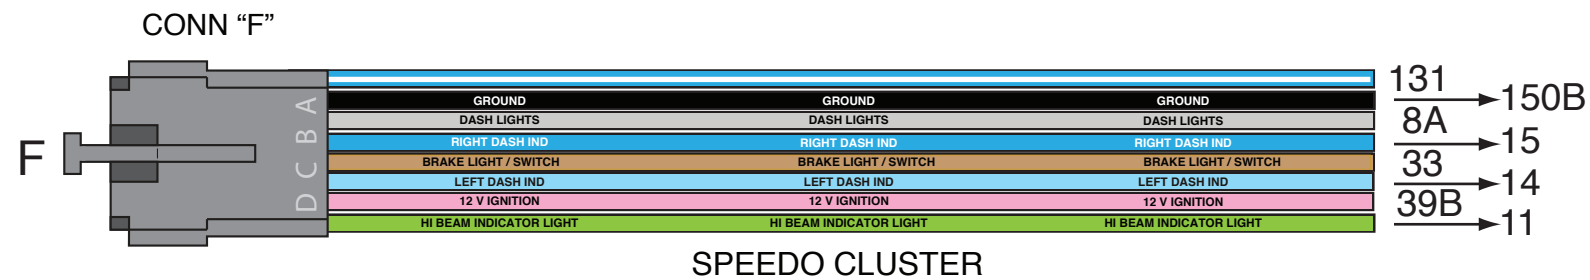 CONN “F”
131
GROUND GROUND GROUND 150B
DASH LIGHTS DASH LIGHTS DASH LIGHTS 8A
RIGHT DASH IND RIGHT DASH IND RIGHT DASH IND 15
BRAKE LIGHT / SWITCH BRAKE LIGHT / SWITCH BRAKE LIGHT / SWITCH 33
LEFT DASH IND LEFT DASH IND LEFT DASH IND 14
12 V IGNITION 12 V IGNITION 12 V IGNITION 39B
HI BEAM INDICATOR LIGHT HI BEAM INDICATOR LIGHT HI BEAM INDICATOR LIGHT 11
F
A
B
C
D
SPEEDO CLUSTER